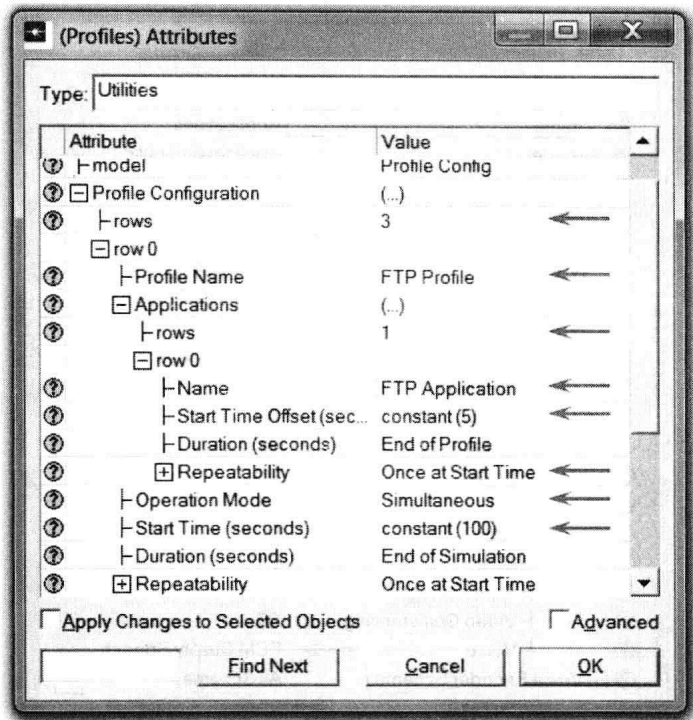 (Profiles) Attributes
Type: Utilities
Attribute Value
model Profile Config
Profile Configuration (...)
rows 3
row 0
Profile Name FTP Profile
Applications (...)
rows 1
row 0
Name FTP Application
Start Time Offset (sec... constant (5)
Duration (seconds) End of Profile
Repeatability Once at Start Time
Operation Mode Simultaneous
Start Time (seconds) constant (100)
Duration (seconds) End of Simulation
Repeatability Once at Start Time
Apply Changes to Selected Objects Advanced
Find Next Cancel OK